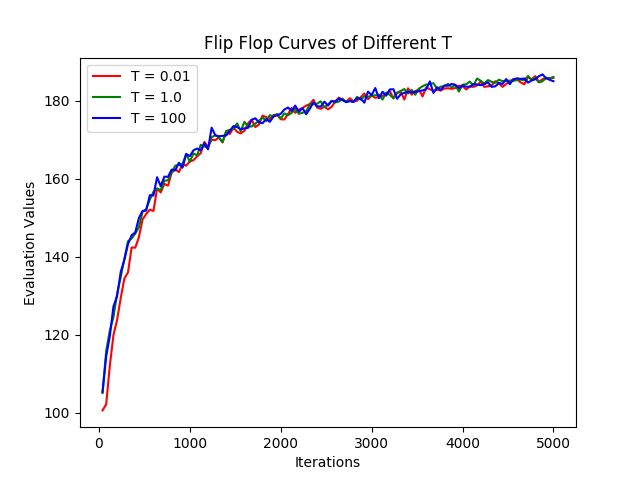 Flip Flop Curves of Different T
T = 0.01
T = 1.0
T = 100
Evaluation Values
180
160
140
120
100
0 1000 2000 3000 4000 5000
Iterations